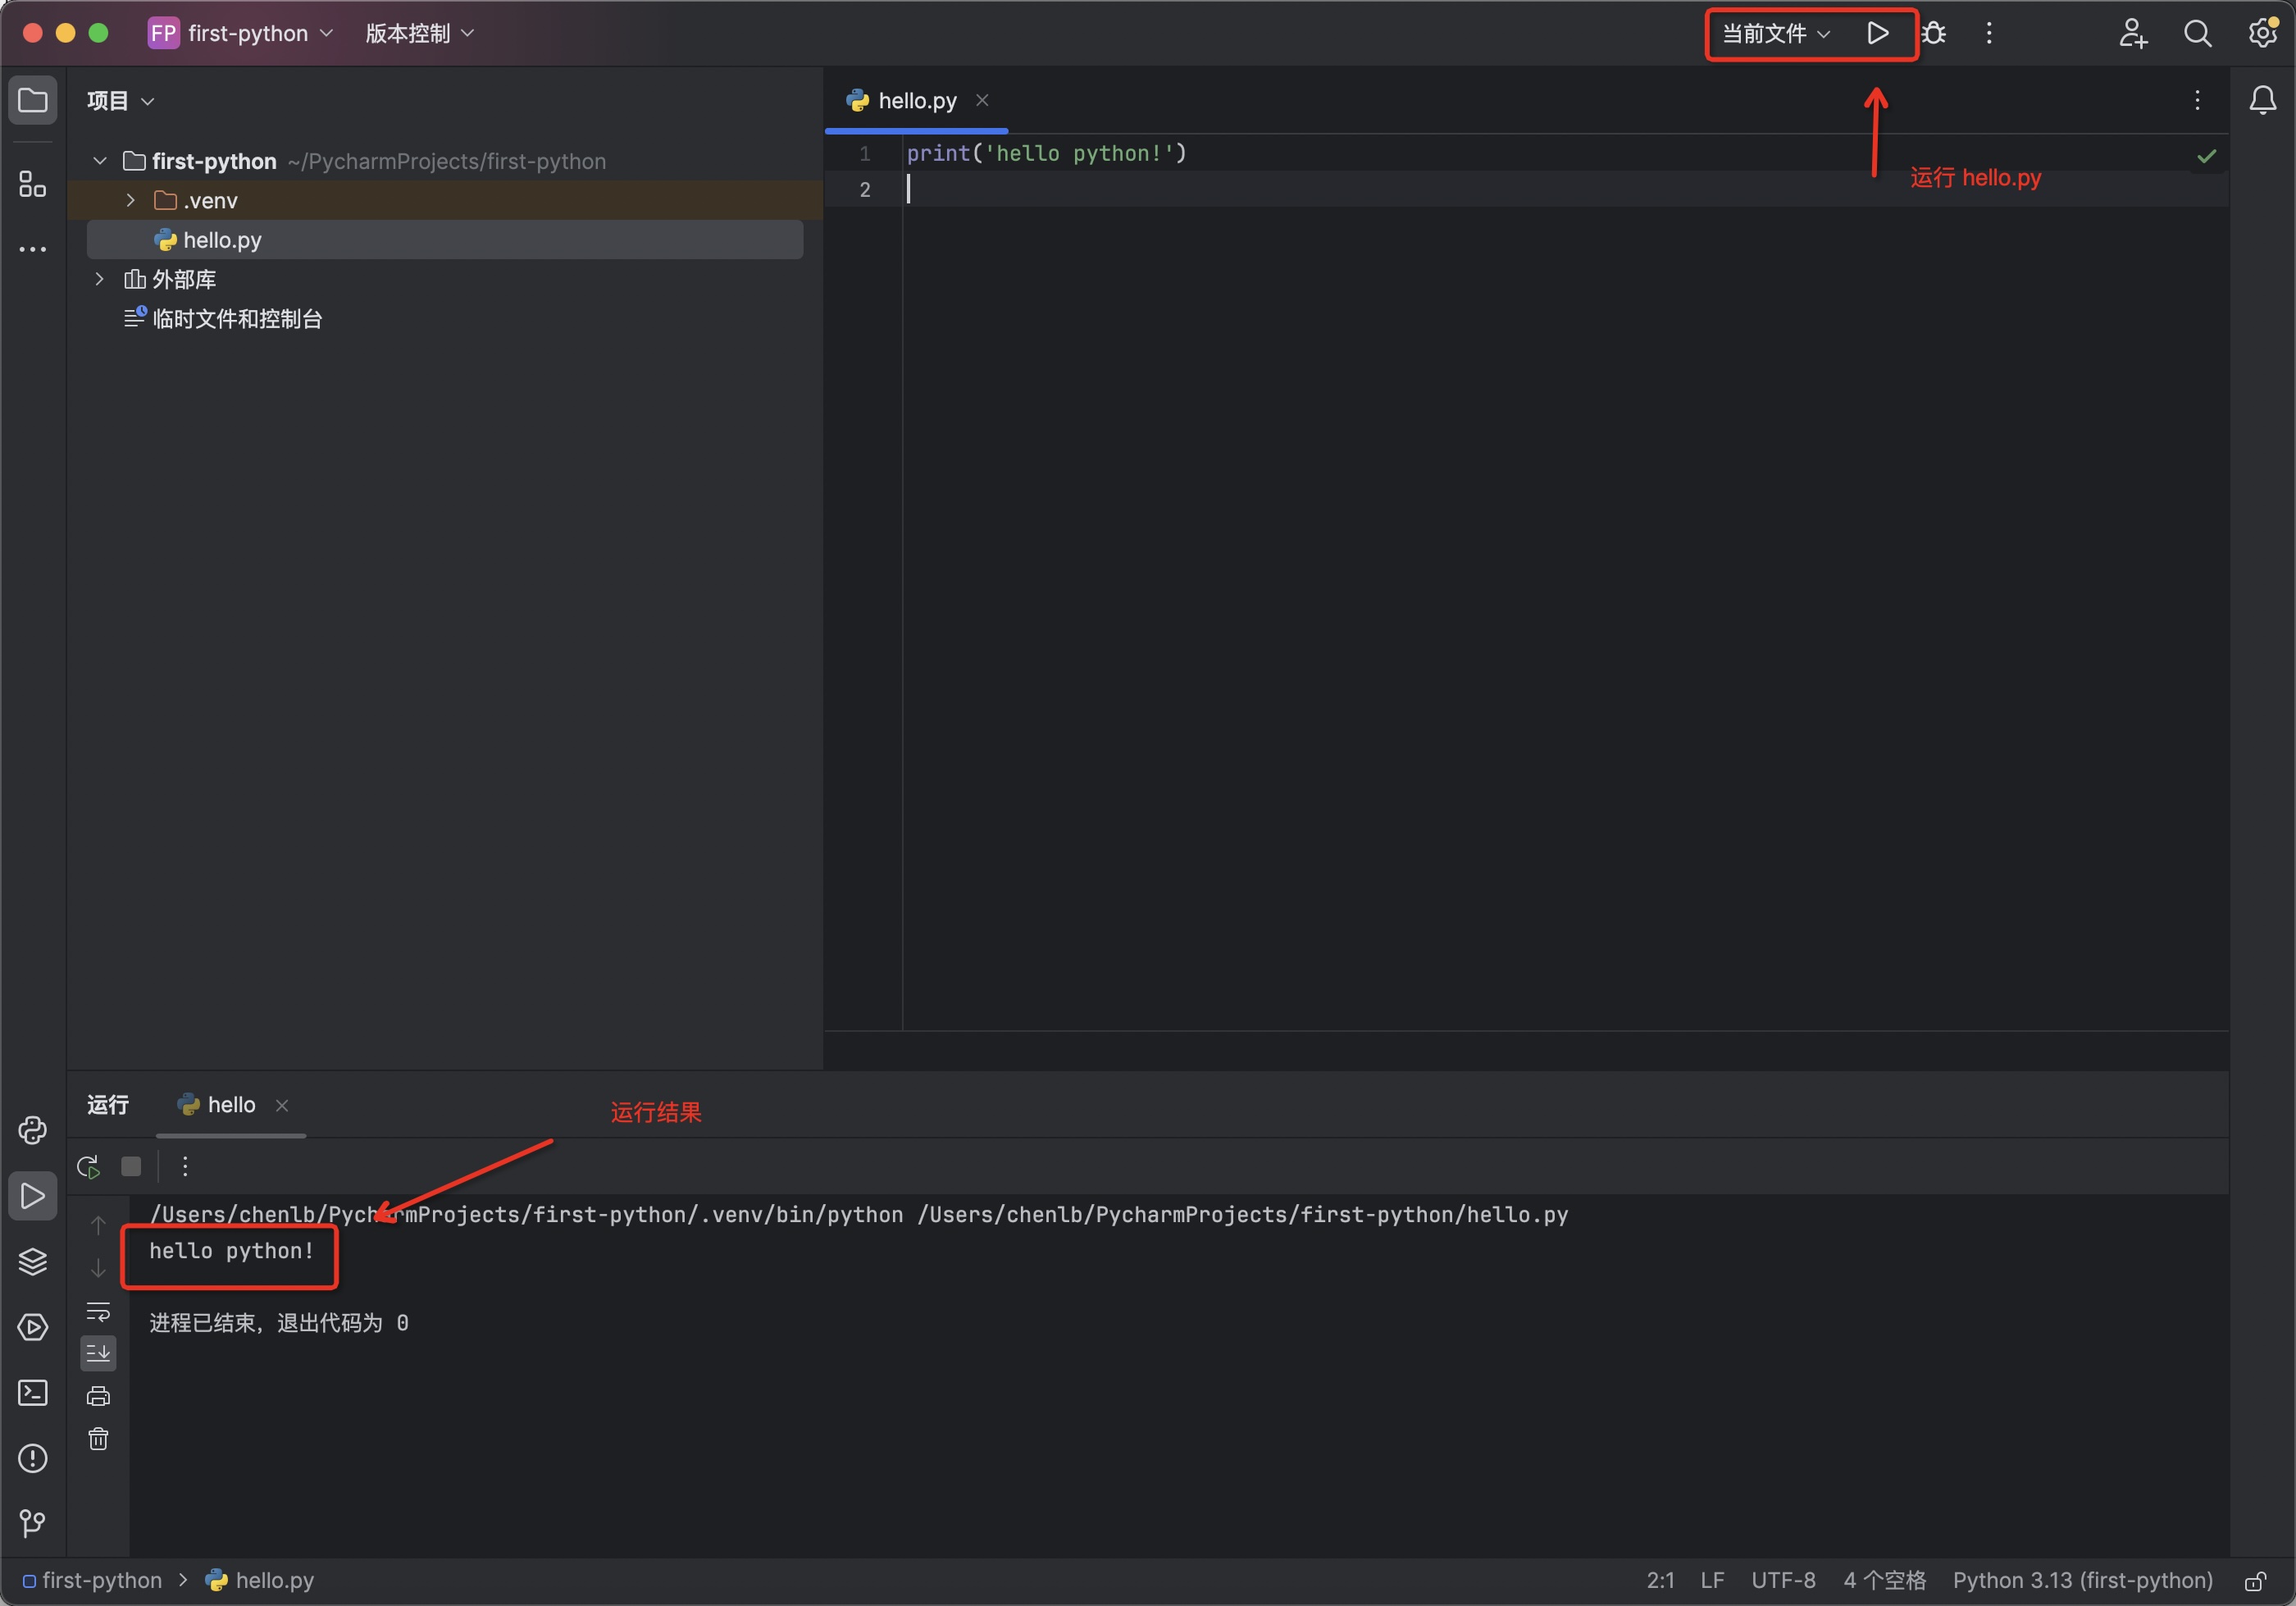 FP first-python 版本控制 当前文件
项目
hello.py
运行 hello.py
first-python ~/PycharmProjects/first-python
.venv
hello.py
外部库
临时文件和控制台
1 print('hello python!')
2
运行 hello
运行结果
/Users/chenlb/PycharmProjects/first-python/.venv/bin/python /Users/chenlb/PycharmProjects/first-python/hello.py
hello python!
进程已结束，退出代码为 0
first-python > hello.py 2:1 LF UTF-8 4 个空格 Python 3.13 (first-python)